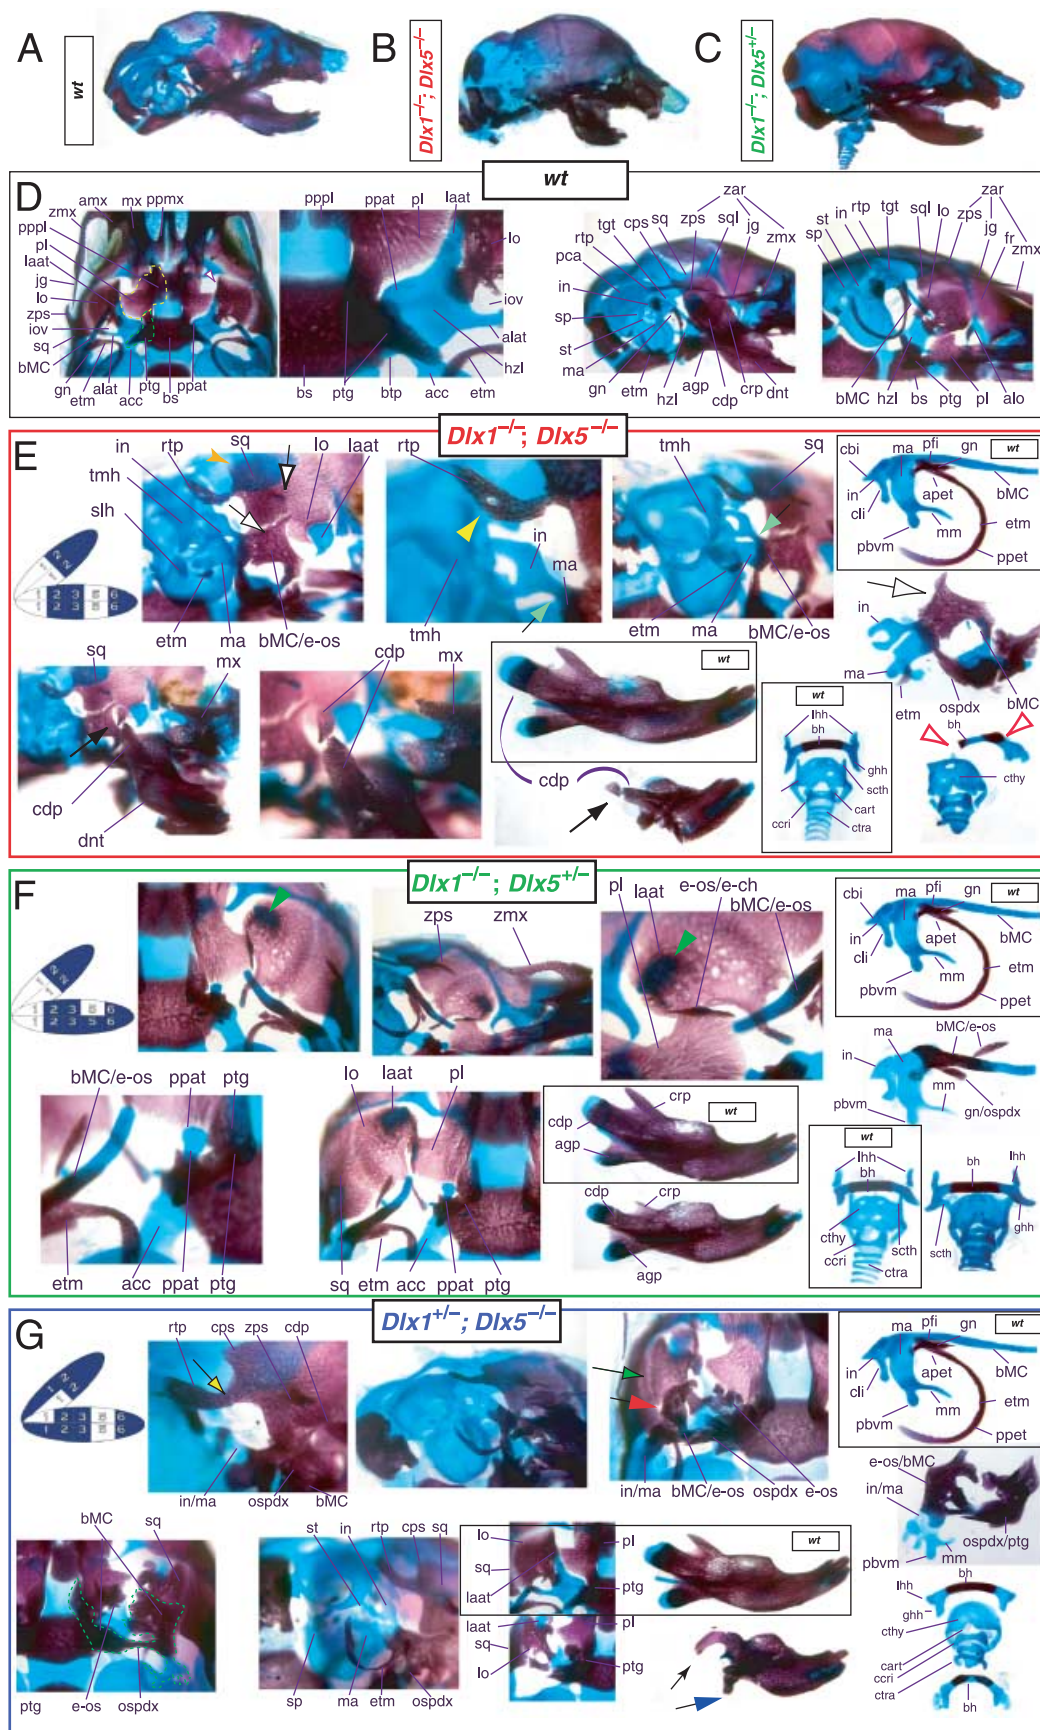 A
wt
B
Dlx1–/–; Dlx5–/–
C
Dlx1–/–; Dlx5+/–
wt
D
ppmx
mx
amx
zmx
pppl
pl
laat
jg
lo
zps
iov
sq
bMC
gn
etm
alat
acc
ptg
bs
ppat
pppl
ppat
pl
laat
lo
iov
alat
hzl
etm
bs
ptg
btp
acc
zar
zps
sql
jg
zmx
sq
cps
tgt
rtp
pca
in
sp
st
ma
gn
etm
hzl
agp
cdp
crp
dnt
zar
sql
lo
zps
jg
fr
zmx
tgt
rtp
in
st
sp
bMC
hzl
bs
ptg
pl
alo
Dlx1–/–; Dlx5–/–
E
in
rtp
sq
lo
laat
tmh
slh
etm
ma
bMC/e-os
rtp
in
ma
tmh
tmh
sq
etm
ma
bMC/e-os
cbi
ma
pfi
gn
wt
in
cli
apet
bMC
pbvm
mm
etm
ppet
in
ma
etm
ospdx
bMC
sq
mx
cdp
dnt
cdp
mx
wt
cdp
wt
lhh
bh
ghh
scth
cart
ccri
ctra
bh
cthy
Dlx1–/–; Dlx5+/–
F
zps
zmx
pl
laat
e-os/e-ch
bMC/e-os
cbi
ma
pfi
gn
wt
in
cli
apet
bMC
pbvm
mm
etm
ppet
bMC/e-os
ma
in
mm
pbvm
gn/ospdx
bMC/e-os
ppat
ptg
etm
acc
ppat
ptg
lo
laat
pl
sq
etm
acc
ppat
ptg
crp
wt
cdp
agp
cdp
crp
agp
wt
lhh
bh
cthy
ccri
scth
ctra
bh
lhh
scth
ghh
Dlx1+/–; Dlx5–/–
G
rtp
cps
zps
cdp
in/ma
ospdx
bMC
in/ma
bMC/e-os
ospdx
e-os
ma
pfi
gn
wt
in
cli
apet
bMC
pbvm
mm
etm
ppet
e-os/bMC
in/ma
ospdx/ptg
pbvm
mm
bMC
sq
ptg
e-os
ospdx
st
in
rtp
cps
sq
sp
ma
etm
ospdx
lo
pl
sq
laat
ptg
wt
laat
pl
sq
lo
ptg
bh
lhh
ghh
cthy
cart
ccri
ctra
bh